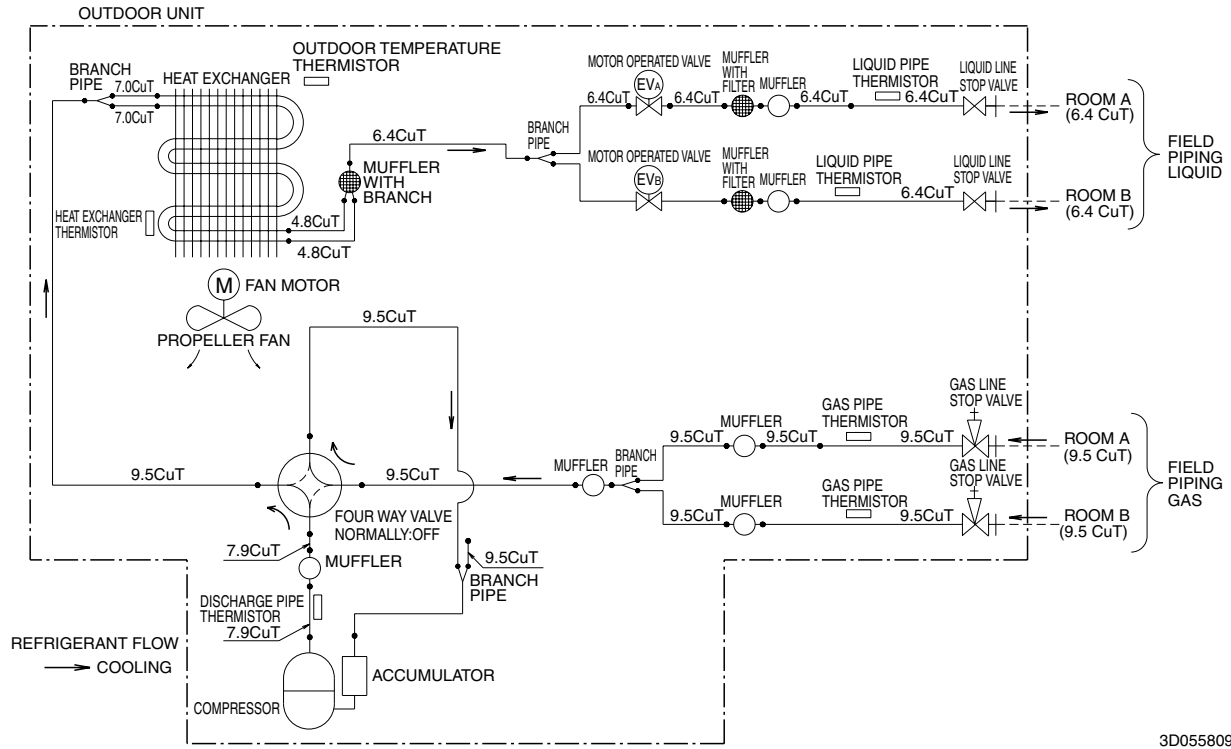 OUTDOOR UNIT
OUTDOOR TEMPERATURE
THERMISTOR
BRANCH
PIPE
7.0CuT
7.0CuT
HEAT EXCHANGER
HEAT EXCHANGER
THERMISTOR
4.8CuT
4.8CuT
MUFFLER
WITH
BRANCH
6.4CuT
BRANCH
PIPE
MOTOR OPERATED VALVE
EVA
6.4CuT
6.4CuT
MUFFLER
WITH
FILTER
MUFFLER
6.4CuT
LIQUID PIPE
THERMISTOR
6.4CuT
LIQUID LINE
STOP VALVE
ROOM A
(6.4 CuT)
MOTOR OPERATED VALVE
EVB
MUFFLER
WITH
FILTER
MUFFLER
LIQUID PIPE
THERMISTOR
6.4CuT
LIQUID LINE
STOP VALVE
ROOM B
(6.4 CuT)
FIELD
PIPING
LIQUID
M
FAN MOTOR
PROPELLER FAN
9.5CuT
9.5CuT
9.5CuT
FOUR WAY VALVE
NORMALLY:OFF
MUFFLER
BRANCH
PIPE
9.5CuT
MUFFLER
9.5CuT
GAS PIPE
THERMISTOR
9.5CuT
GAS LINE
STOP VALVE
ROOM A
(9.5 CuT)
9.5CuT
MUFFLER
GAS PIPE
THERMISTOR
9.5CuT
GAS LINE
STOP VALVE
ROOM B
(9.5 CuT)
FIELD
PIPING
GAS
7.9CuT
MUFFLER
9.5CuT
BRANCH
PIPE
DISCHARGE PIPE
THERMISTOR
7.9CuT
REFRIGERANT FLOW
COOLING
ACCUMULATOR
COMPRESSOR
3D055809